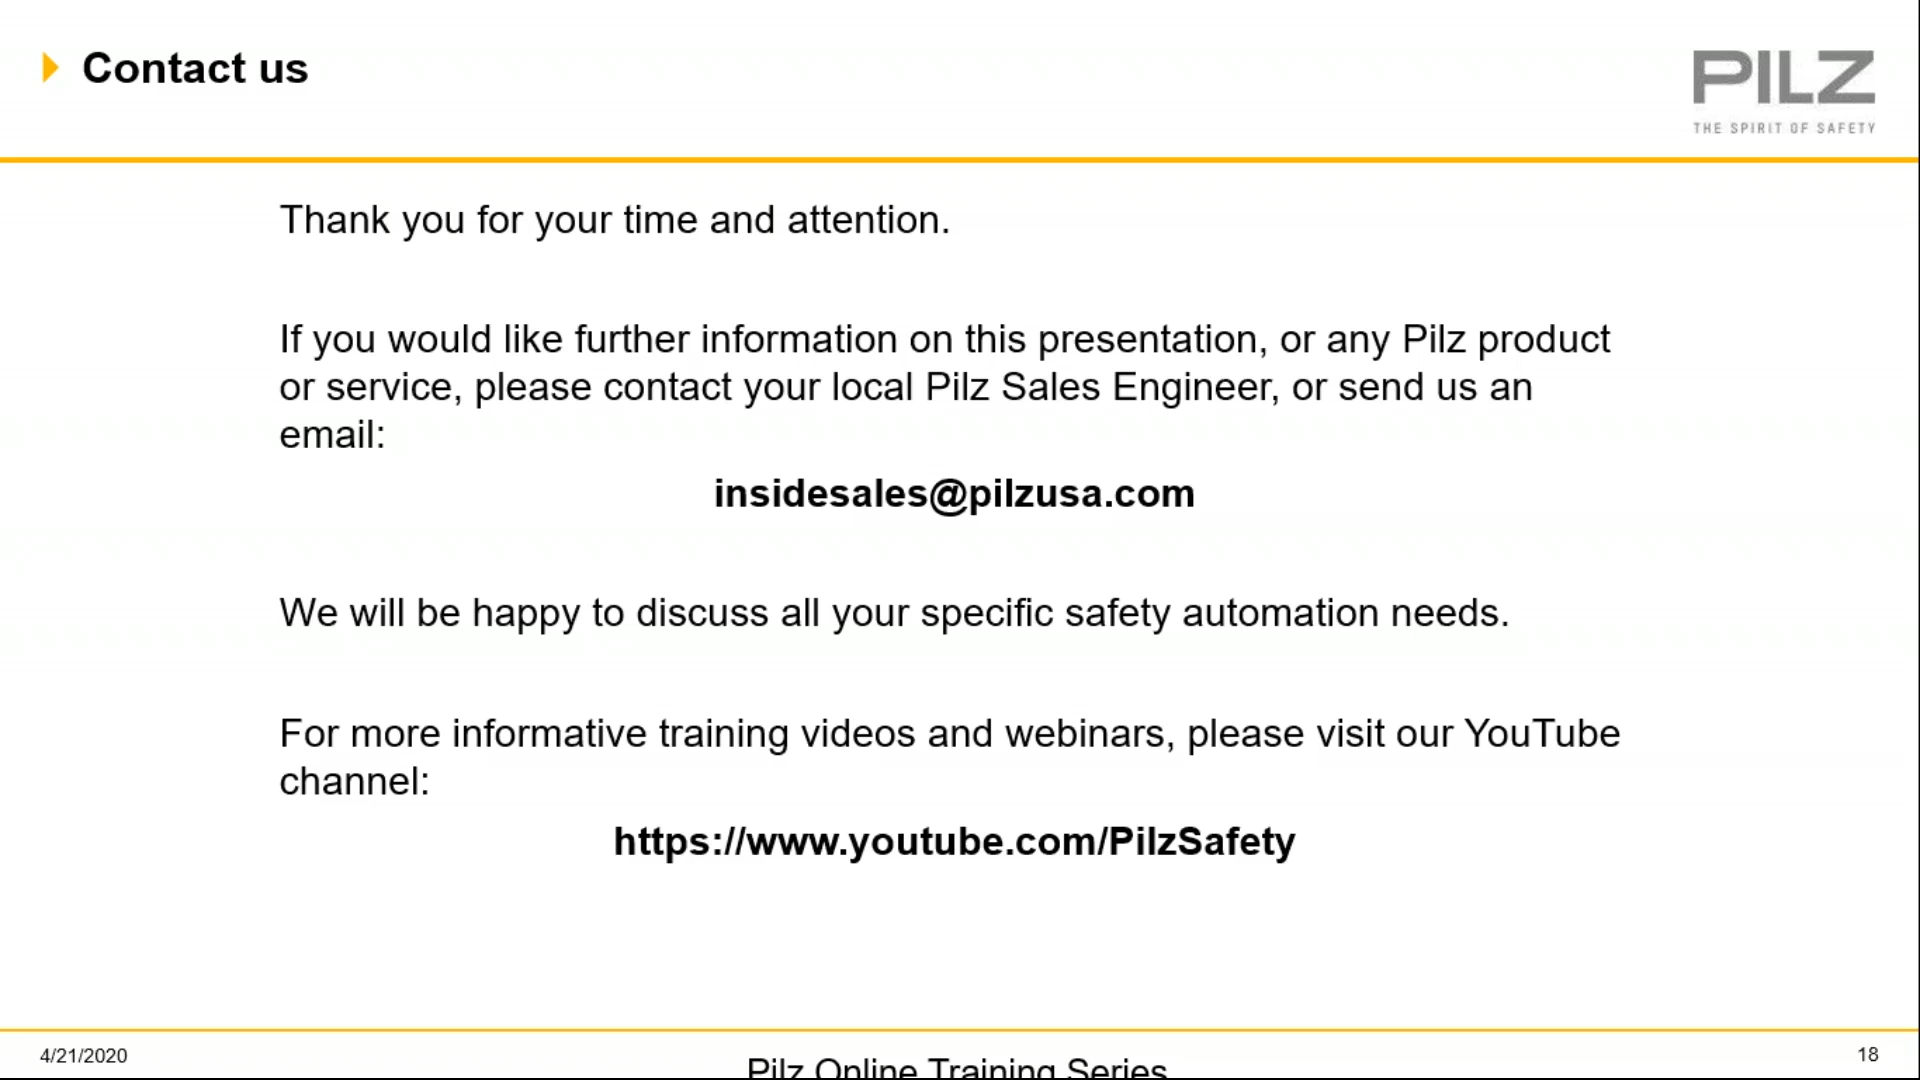 Contact us
PILZ
THE SPIRIT OF SAFETY
Thank you for your time and attention.
If you would like further information on this presentation, or any Pilz product
or service, please contact your local Pilz Sales Engineer, or send us an
email:
insidesales@pilzusa.com
We will be happy to discuss all your specific safety automation needs.
For more informative training videos and webinars, please visit our YouTube
channel:
https://www.youtube.com/PilzSafety
4/21/2020
Pilz Online Training Series
18